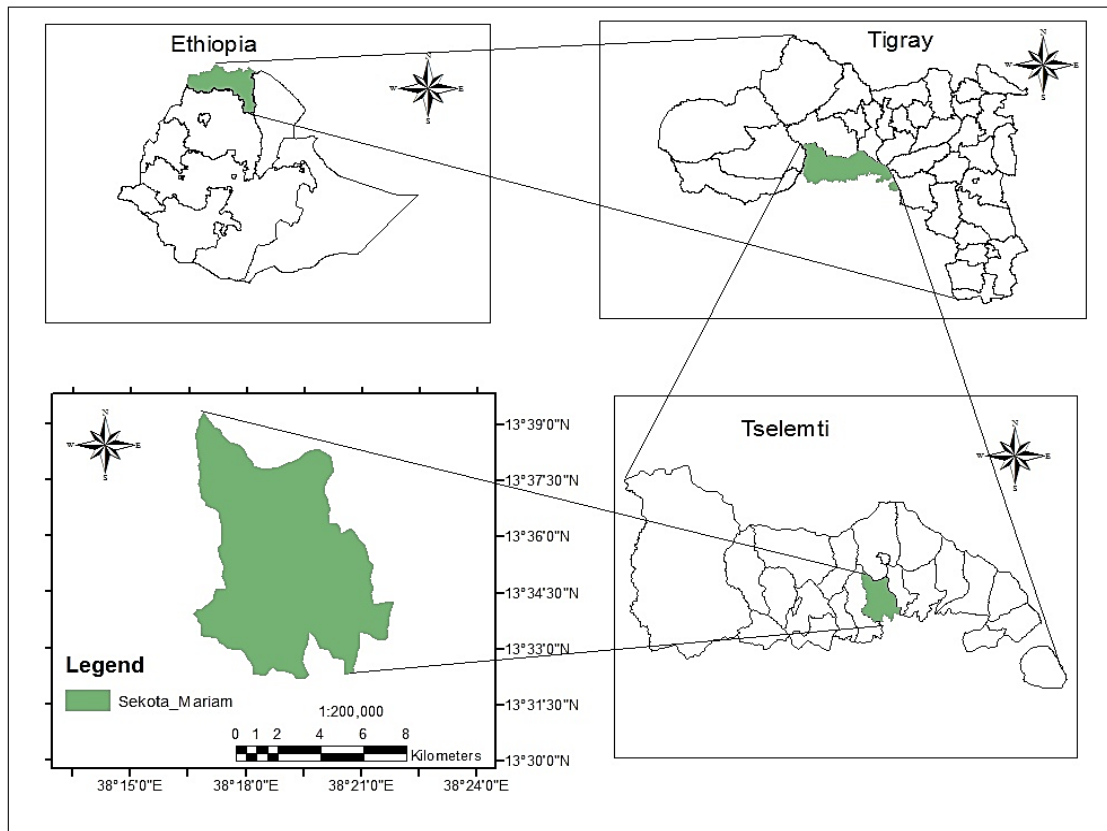 Ethiopia
N
W E
S
Tigray
N
W E
S
N
W E
S
13°39'0"N
13°37'30"N
13°36'0"N
13°34'30"N
13°33'0"N
13°31'30"N
13°30'0"N
Legend
Sekota_Mariam
1:200,000
0 1 2 4 6 8
Kilometers
38°15'0"E 38°18'0"E 38°21'0"E 38°24'0"E
Tselemti
N
W E
S